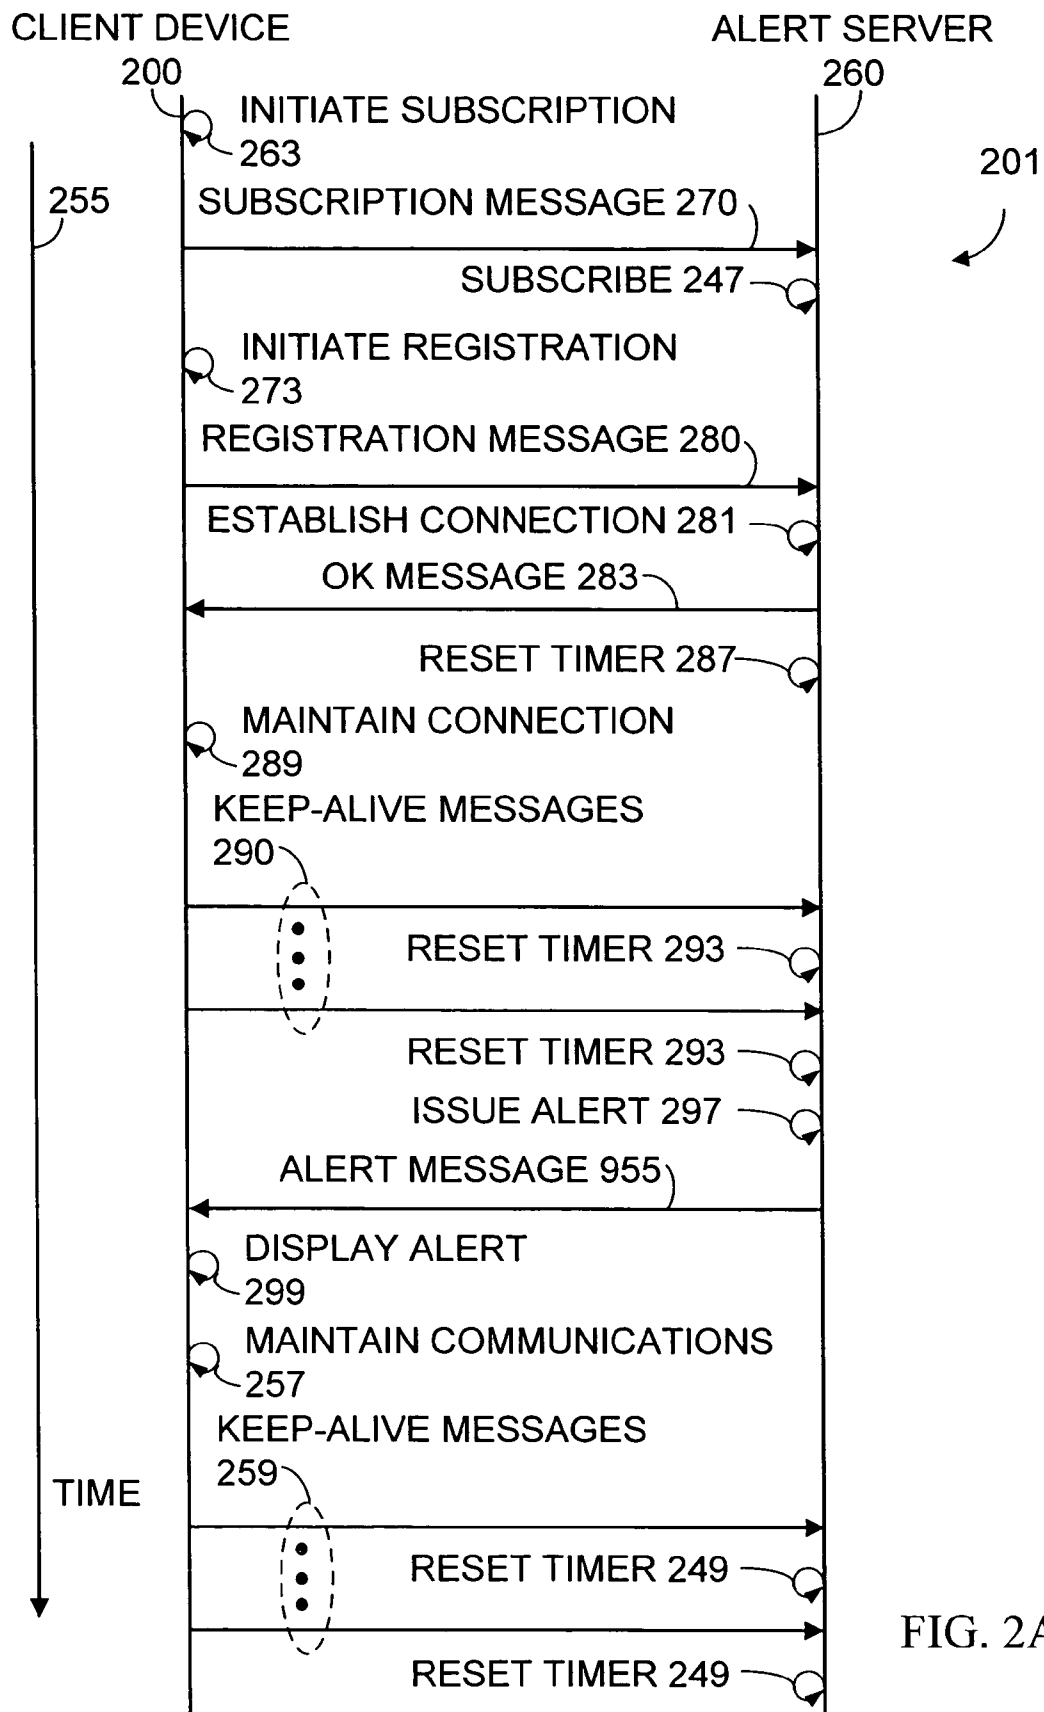 CLIENT DEVICE
ALERT SERVER
200
260
INITIATE SUBSCRIPTION
263
201
255
SUBSCRIPTION MESSAGE 270
SUBSCRIBE 247
INITIATE REGISTRATION
273
REGISTRATION MESSAGE 280
ESTABLISH CONNECTION 281
OK MESSAGE 283
RESET TIMER 287
MAINTAIN CONNECTION
289
KEEP-ALIVE MESSAGES
290
RESET TIMER 293
RESET TIMER 293
ISSUE ALERT 297
ALERT MESSAGE 955
DISPLAY ALERT
299
MAINTAIN COMMUNICATIONS
257
KEEP-ALIVE MESSAGES
259
TIME
RESET TIMER 249
FIG. 2A
RESET TIMER 249